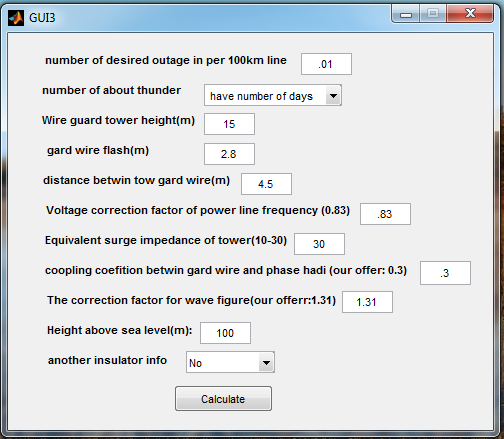 GUI3
number of desired outage in per 100km line .01
number of about thunder have number of days
Wire guard tower height(m) 15
gard wire flash(m) 2.8
distance betwin tow gard wire(m) 4.5
Voltage correction factor of power line frequency (0.83) .83
Equivalent surge impedance of tower(10-30) 30
coopling coefition betwin gard wire and phase hadi (our offer: 0.3) .3
The correction factor for wave figure(our offerr:1.31) 1.31
Height above sea level(m): 100
another insulator info No
Calculate